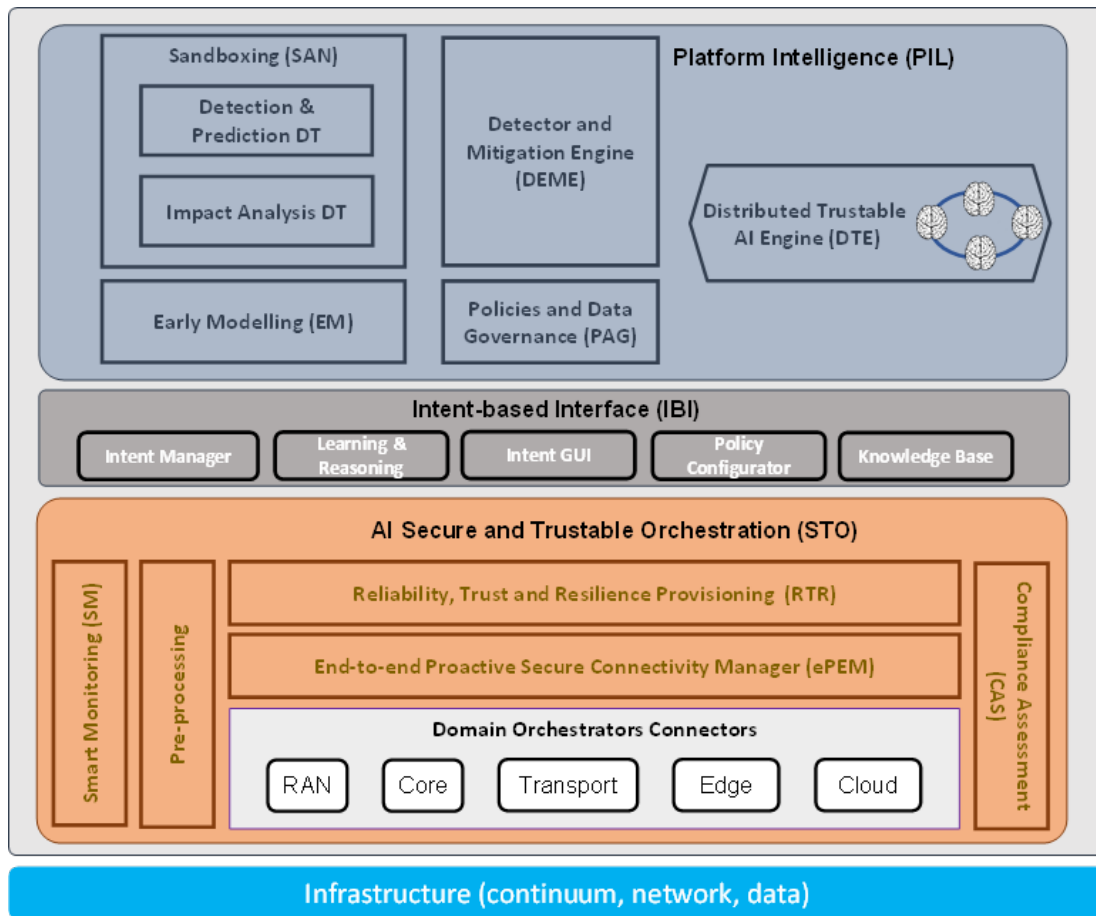 Sandboxing (SAN)
Detection &
Prediction DT
Impact Analysis DT
Early Modelling (EM)
Detector and
Mitigation Engine
(DEME)
Policies and Data
Governance (PAG)
Platform Intelligence (PIL)
Distributed Trustable
AI Engine (DTE)
Intent-based Interface (IBI)
Intent Manager
Learning &
Reasoning
Intent GUI
Policy
Configurator
Knowledge Base
AI Secure and Trustable Orchestration (STO)
Smart Monitoring (SM)
Pre-processing
Reliability, Trust and Resilience Provisioning (RTR)
End-to-end Proactive Secure Connectivity Manager (ePEM)
Domain Orchestrators Connectors
RAN
Core
Transport
Edge
Cloud
Compliance Assessment
(CAS)
Infrastructure (continuum, network, data)